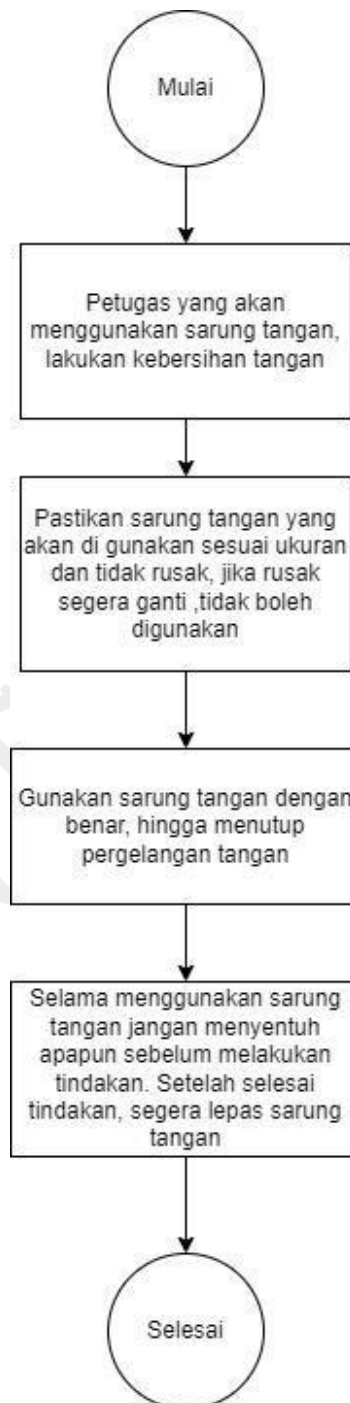 Mulai
Petugas yang akan
menggunakan sarung tangan,
lakukan kebersihan tangan
Pastikan sarung tangan yang
akan di gunakan sesuai ukuran
dan tidak rusak, jika rusak
segera ganti ,tidak boleh
digunakan
Gunakan sarung tangan dengan
benar, hingga menutup
pergelangan tangan
Selama menggunakan sarung
tangan jangan menyentuh
apapun sebelum melakukan
tindakan. Setelah selesai
tindakan, segera lepas sarung
tangan
Selesai